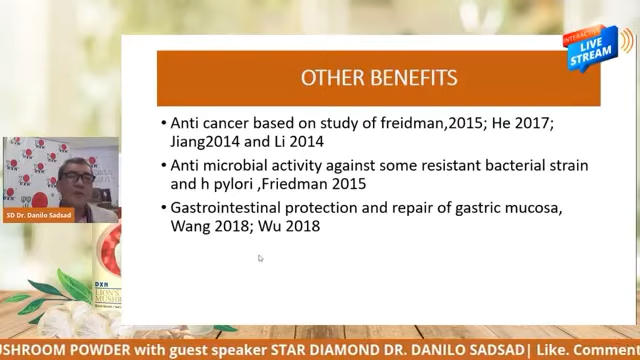 INTERACTIVE
LIVE
STREAM
OTHER BENEFITS
• Anti cancer based on study of freidman,2015; He 2017;
Jiang2014 and Li 2014
• Anti microbial activity against some resistant bacterial strain
and h pylori ,Friedman 2015
• Gastrointestinal protection and repair of gastric mucosa,
Wang 2018; Wu 2018
SD Dr. Danilo Sadsad
DXN
LION'S
USHROOM POWDER with guest speaker STAR DIAMOND DR. DANILO SADSAD| Like. Commen